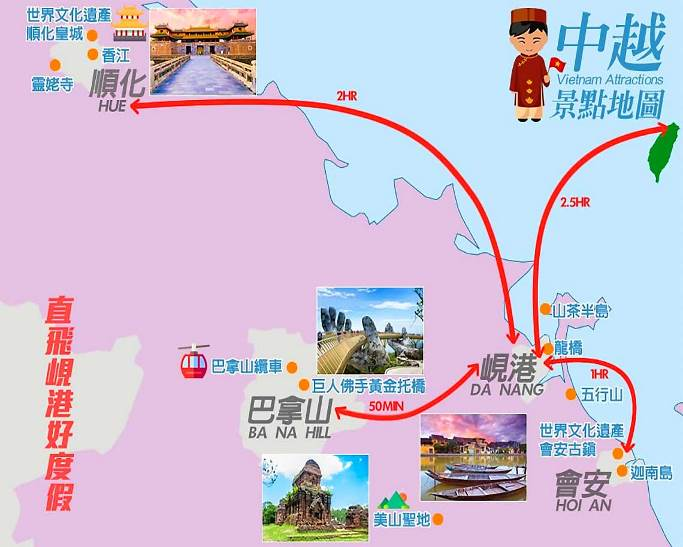 中越
Vietnam Attractions
景點地圖
世界文化遺產
順化皇城
香江
靈姥寺
順化
HUE
2HR
2.5HR
直飛峴港好度假
山茶半島
龍橋
峴港
DA NANG
1HR
五行山
巴拿山纜車
巨人佛手黃金托橋
巴拿山
BA NA HILL
50MIN
世界文化遺產
會安古鎮
迦南島
會安
HOI AN
美山聖地